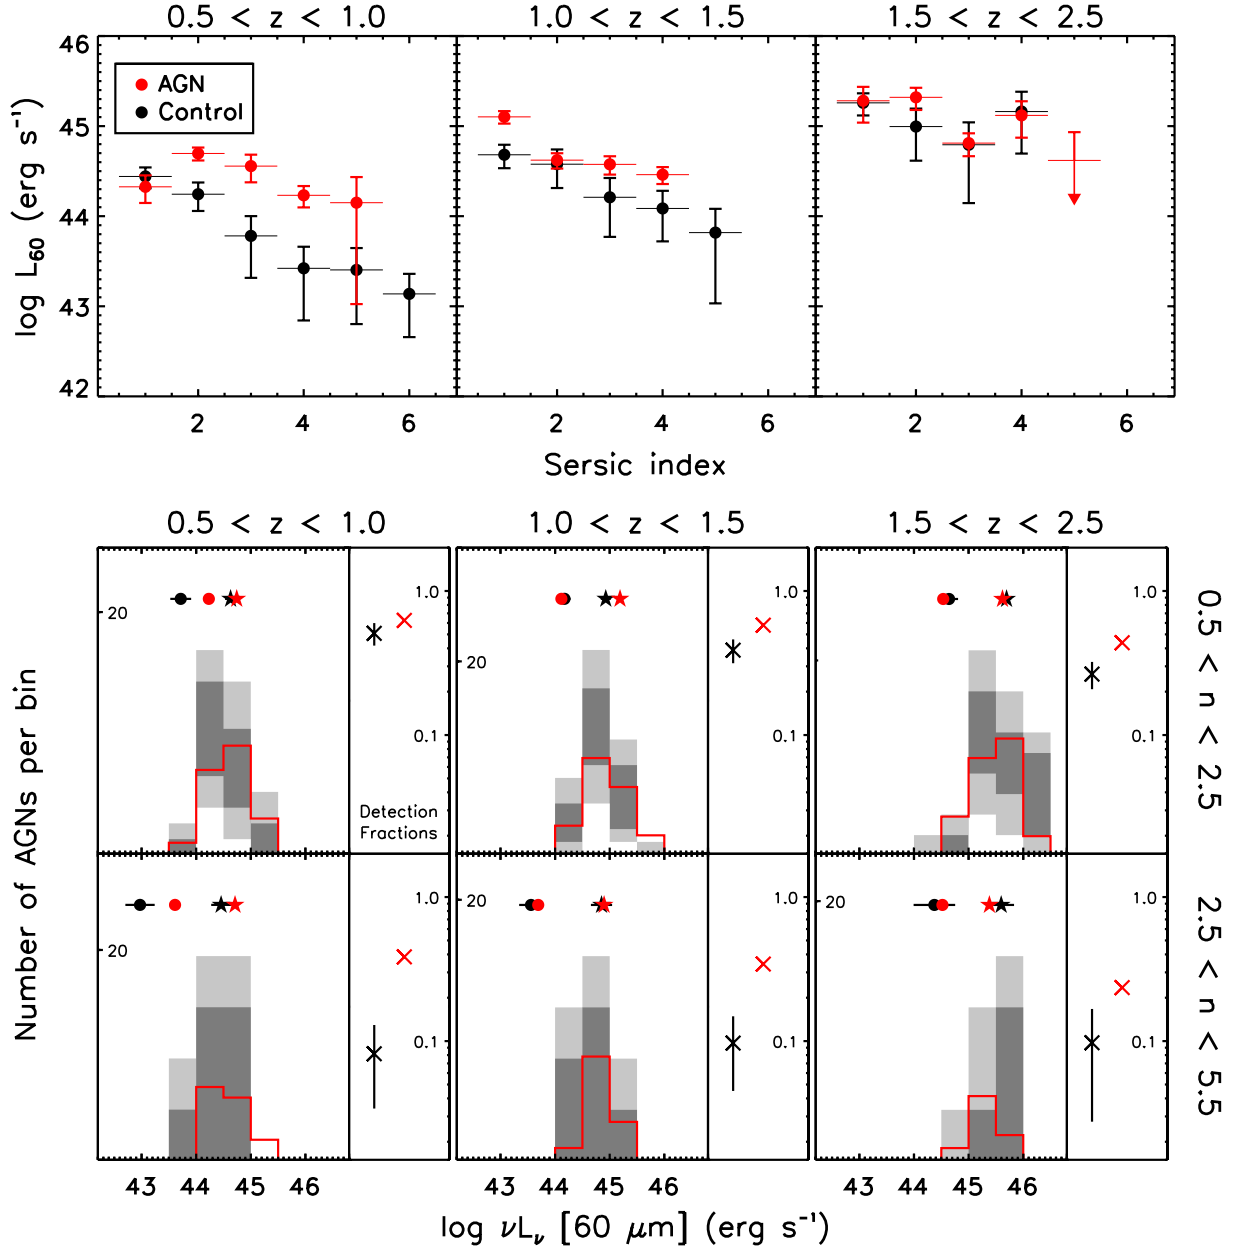 0.5 < z < 1.0 1.0 < z < 1.5 1.5 < z < 2.5
46
45
44
43
42
log L₆₀ (erg s⁻¹)
AGN
Control
2 4 6 2 4 6 2 4 6
Sersic index
0.5 < z < 1.0 1.0 < z < 1.5 1.5 < z < 2.5
Number of AGNs per bin
20 1.0 20 1.0 1.0
0.1 0.1 0.1
Detection
Fractions
0.5 < n < 2.5
20 1.0 20 1.0 20 1.0
0.1 0.1 0.1
2.5 < n < 5.5
43 44 45 46 43 44 45 46 43 44 45 46
log νLᵥ [60 μm] (erg s⁻¹)